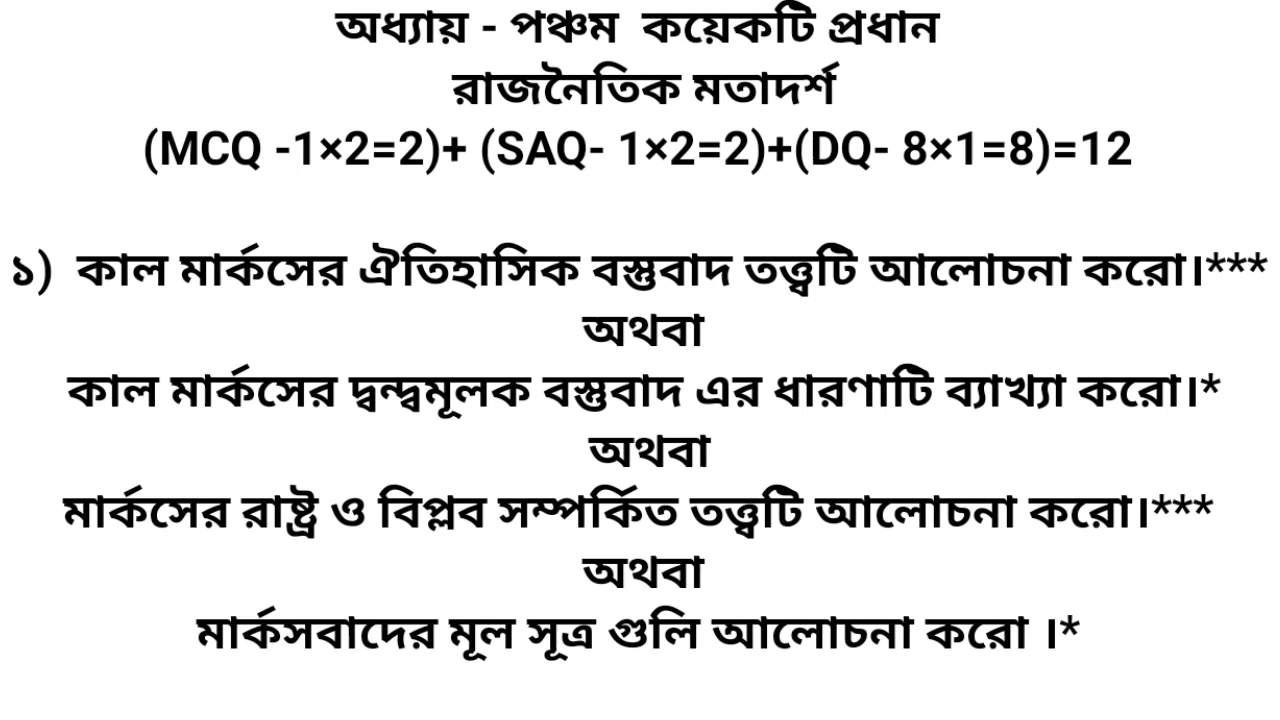 অধ্যায় - পঞ্চম কয়েকটি প্রধান
রাজনৈতিক মতাদর্শ
(MCQ -1×2=2)+ (SAQ- 1×2=2)+(DQ- 8×1=8)=12
১) কাল মার্কসের ঐতিহাসিক বস্তুবাদ তত্ত্বটি আলোচনা করো।***
অথবা
কাল মার্কসের দ্বন্দ্বমূলক বস্তুবাদ এর ধারণাটি ব্যাখ্যা করো।*
অথবা
মার্কসের রাষ্ট্র ও বিপ্লব সম্পর্কিত তত্ত্বটি আলোচনা করো।***
অথবা
মার্কসবাদের মূল সূত্র গুলি আলোচনা করো ।*